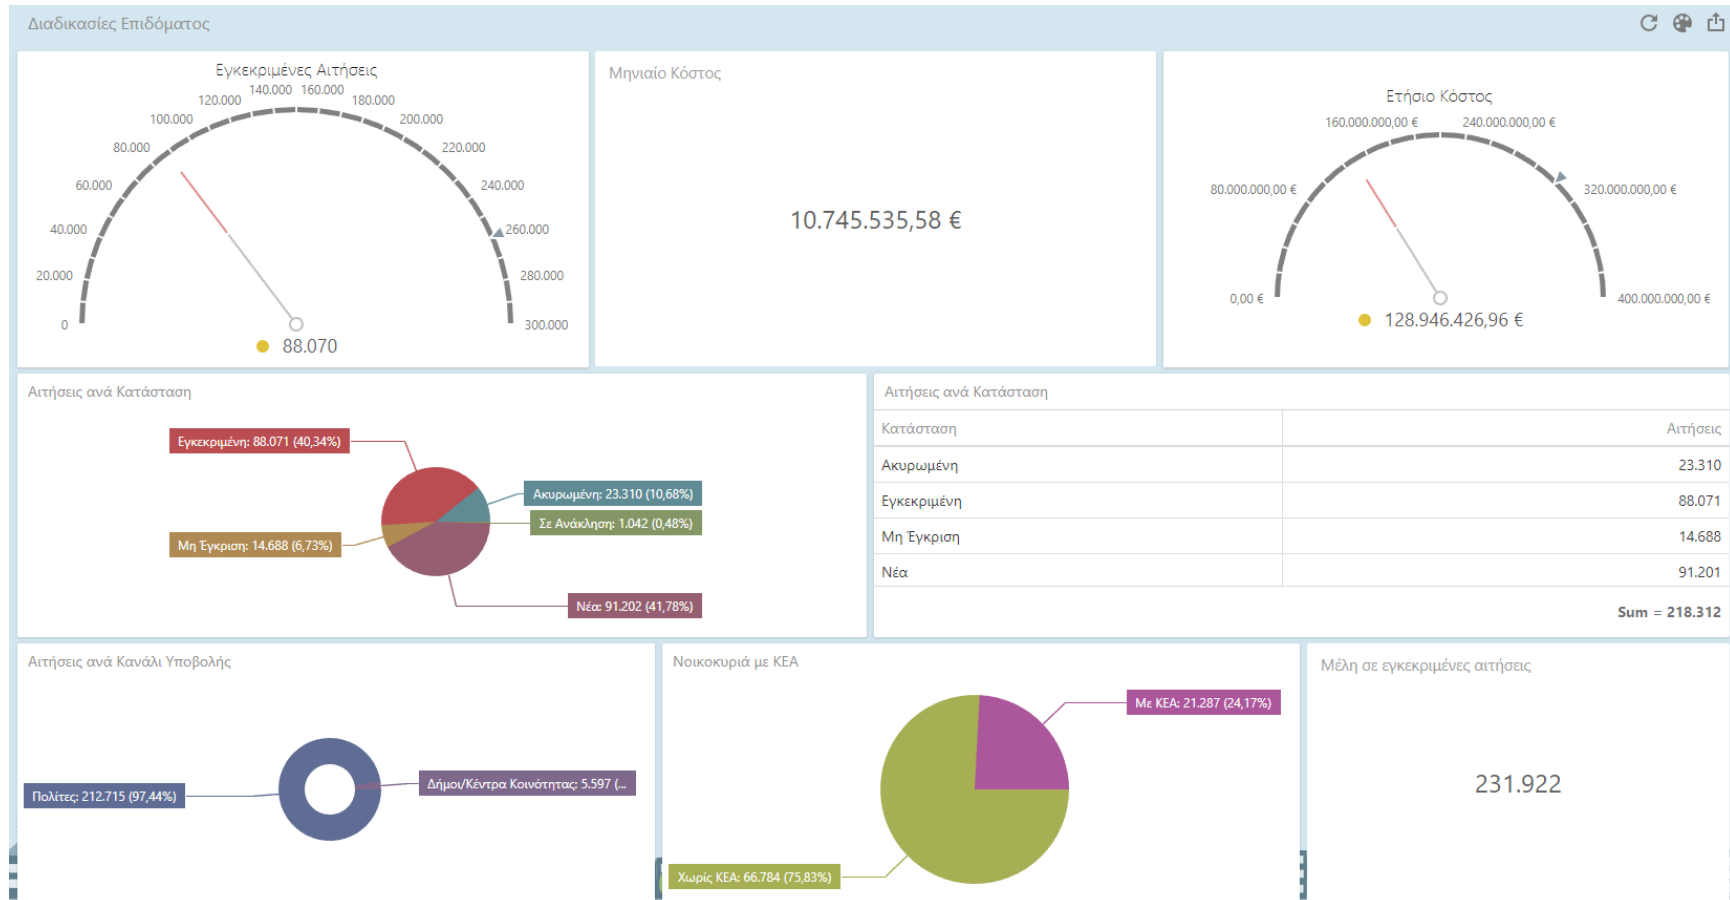 Διαδικασίες Επιδόματος
Εγκεκριμένες Αιτήσεις
0
20.000
40.000
60.000
80.000
100.000
120.000
140.000
160.000
180.000
200.000
220.000
240.000
260.000
280.000
300.000
88.070
Μηνιαίο Κόστος
10.745.535,58 €
Ετήσιο Κόστος
0,00 €
80.000.000,00 €
160.000.000,00 €
240.000.000,00 €
320.000.000,00 €
400.000.000,00 €
128.946.426,96 €
Αιτήσεις ανά Κατάσταση
Εγκεκριμένη: 88.071 (40,34%)
Ακυρωμένη: 23.310 (10,68%)
Σε Ανάκληση: 1.042 (0,48%)
Μη Έγκριση: 14.688 (6,73%)
Νέα: 91.202 (41,78%)
Αιτήσεις ανά Κατάσταση
Κατάσταση Αιτήσεις
Ακυρωμένη 23.310
Εγκεκριμένη 88.071
Μη Έγκριση 14.688
Νέα 91.201
Sum = 218.312
Αιτήσεις ανά Κανάλι Υποβολής
Πολίτες: 212.715 (97,44%)
Δήμοι/Κέντρα Κοινότητας: 5.597 (...
Νοικοκυριά με ΚΕΑ
Με ΚΕΑ: 21.287 (24,17%)
Χωρίς ΚΕΑ: 66.784 (75,83%)
Μέλη σε εγκεκριμένες αιτήσεις
231.922